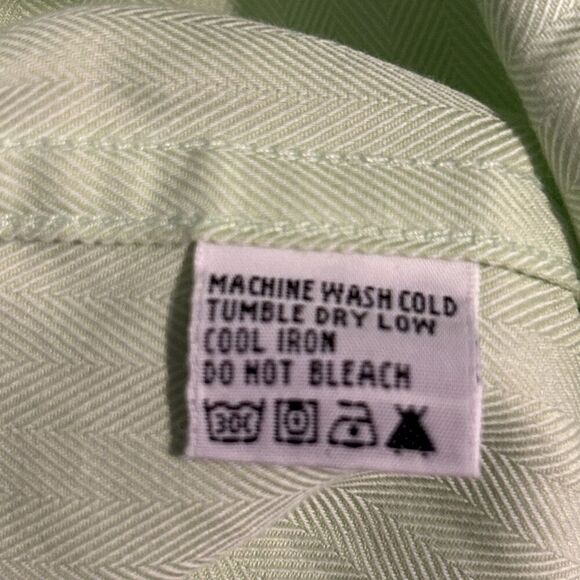 MACHINE WASH COLD
TUMBLE DRY LOW
COOL IRON
DO NOT BLEACH
30C